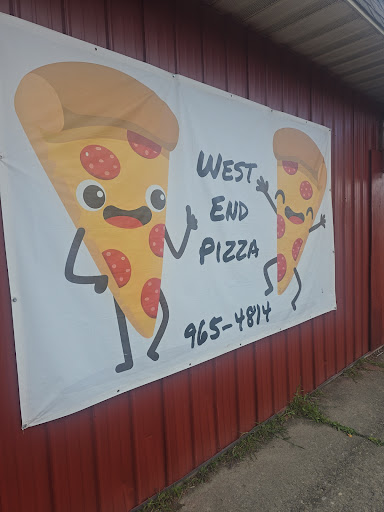 WEST
END
PIZZA
965-4814